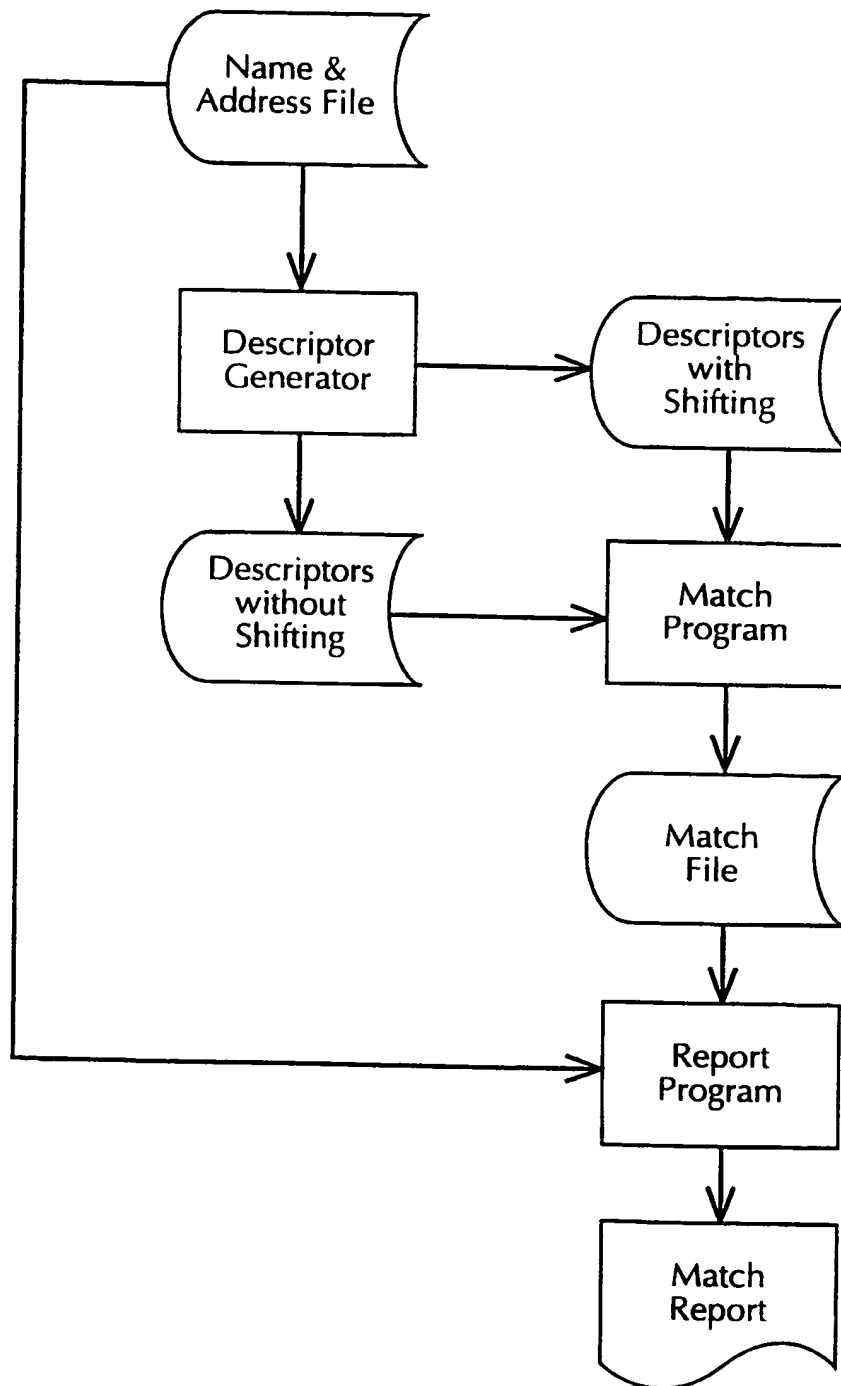 Name &
Address File
Descriptor
Generator
Descriptors
with
Shifting
Descriptors
without
Shifting
Match
Program
Match
File
Report
Program
Match
Report